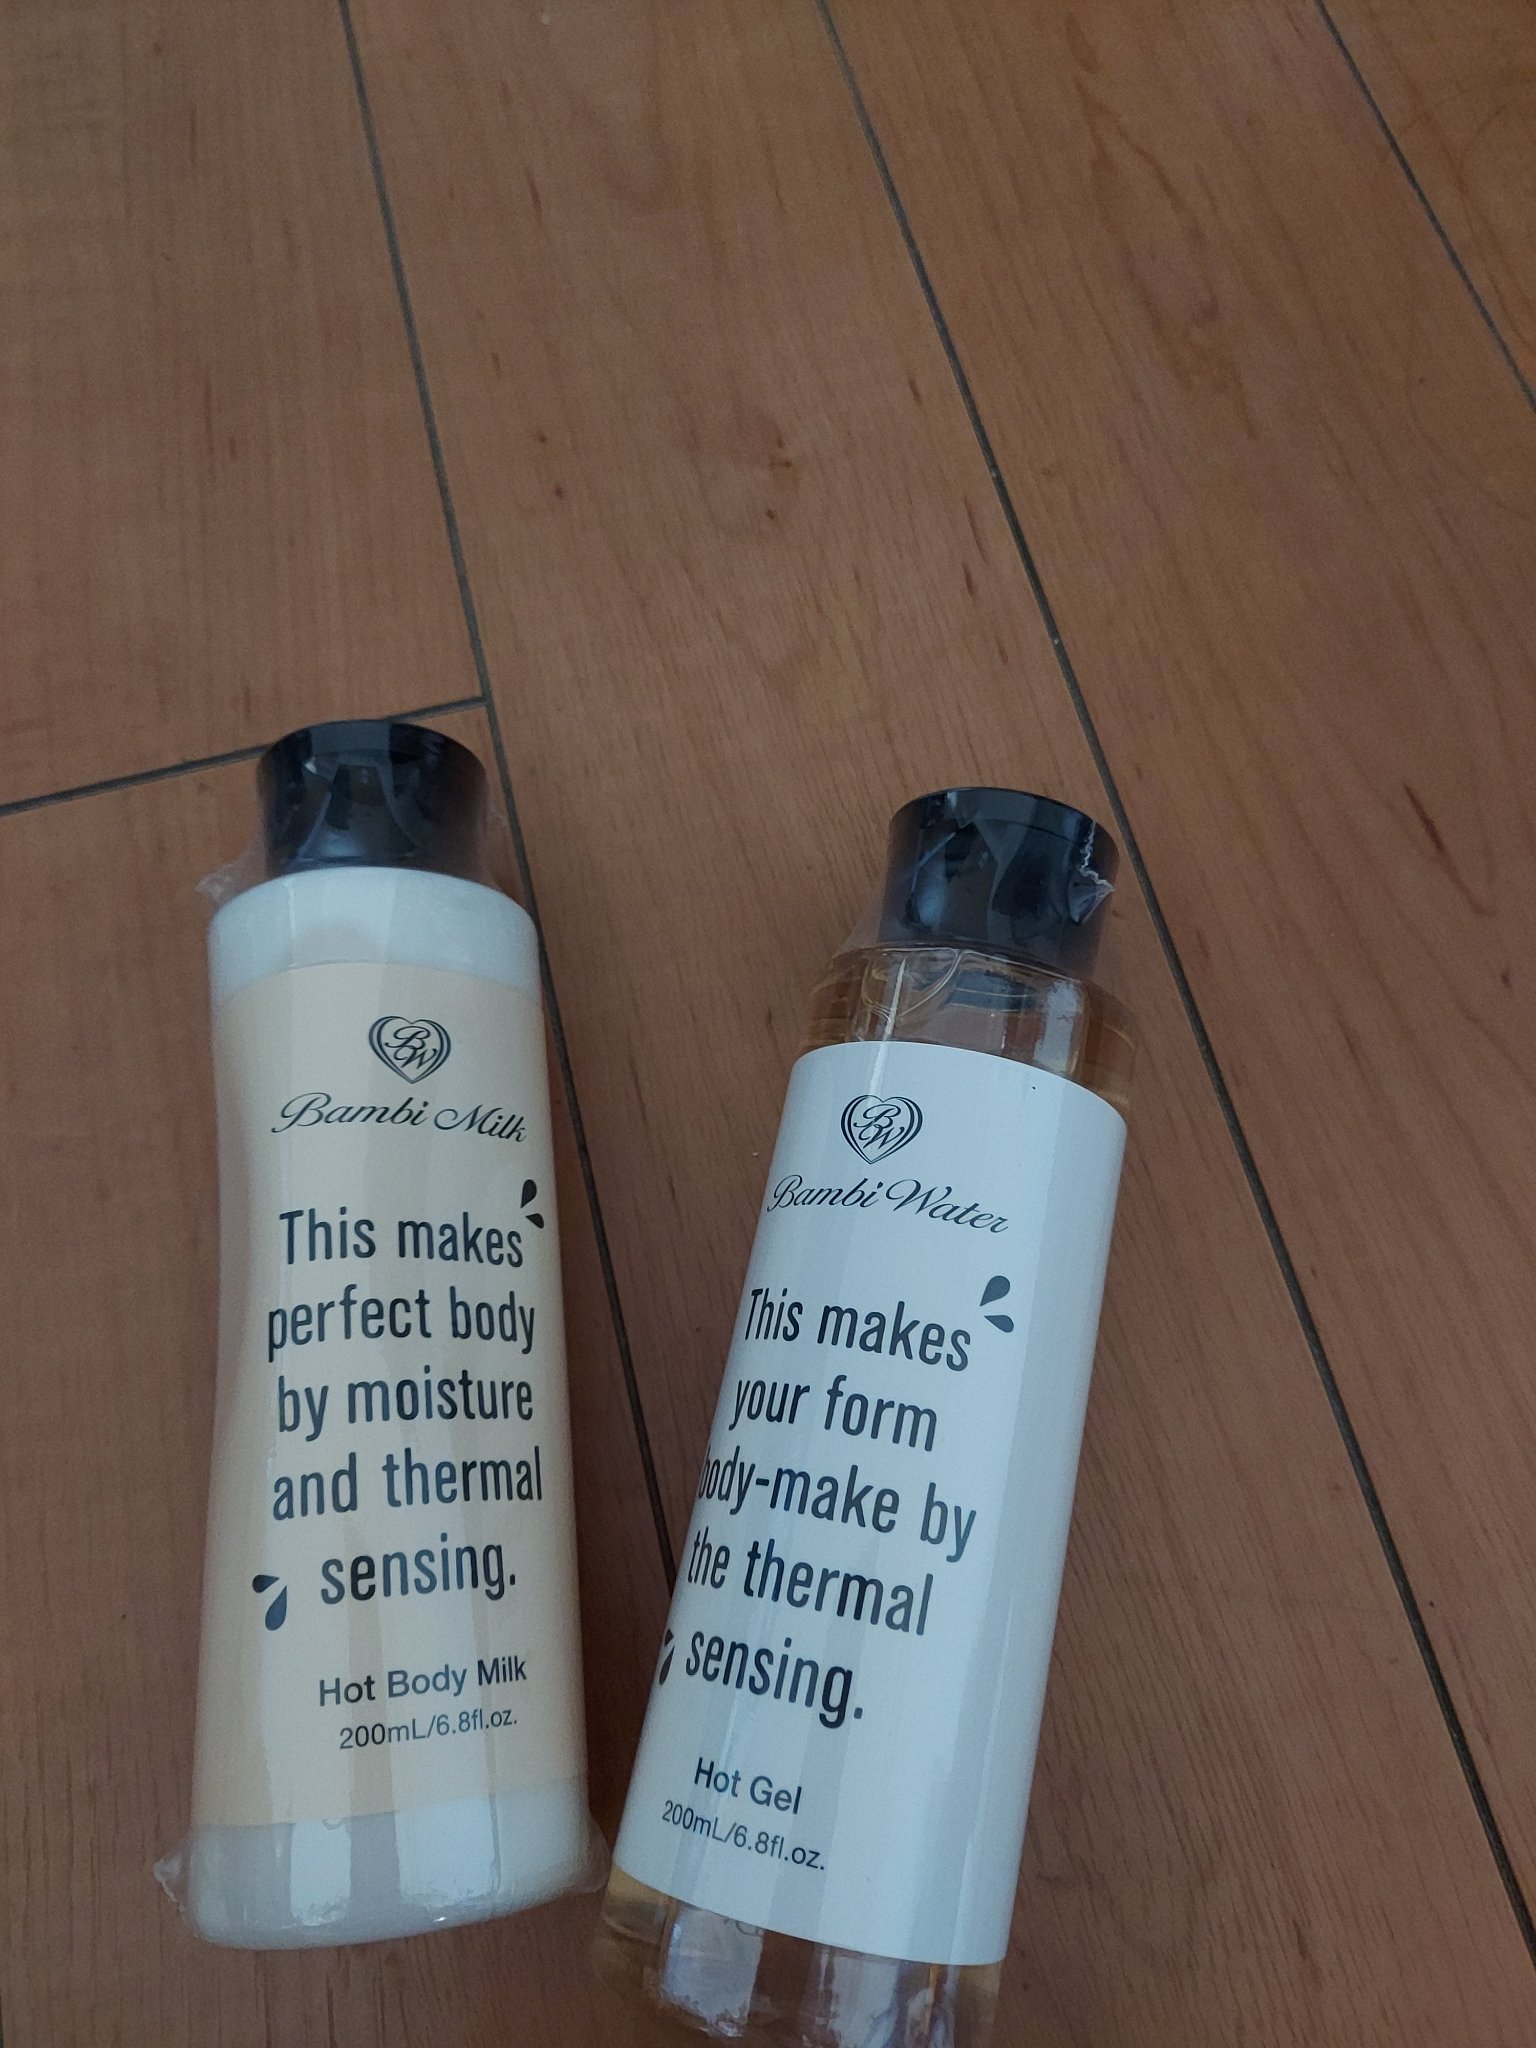 BW
Bambi Milk
This makes
perfect body
by moisture
and thermal
sensing.
Hot Body Milk
200mL/6.8fl.oz.
BW
Bambi Water
This makes
your form
body-make by
the thermal
sensing.
Hot Gel
200mL/6.8fl.oz.